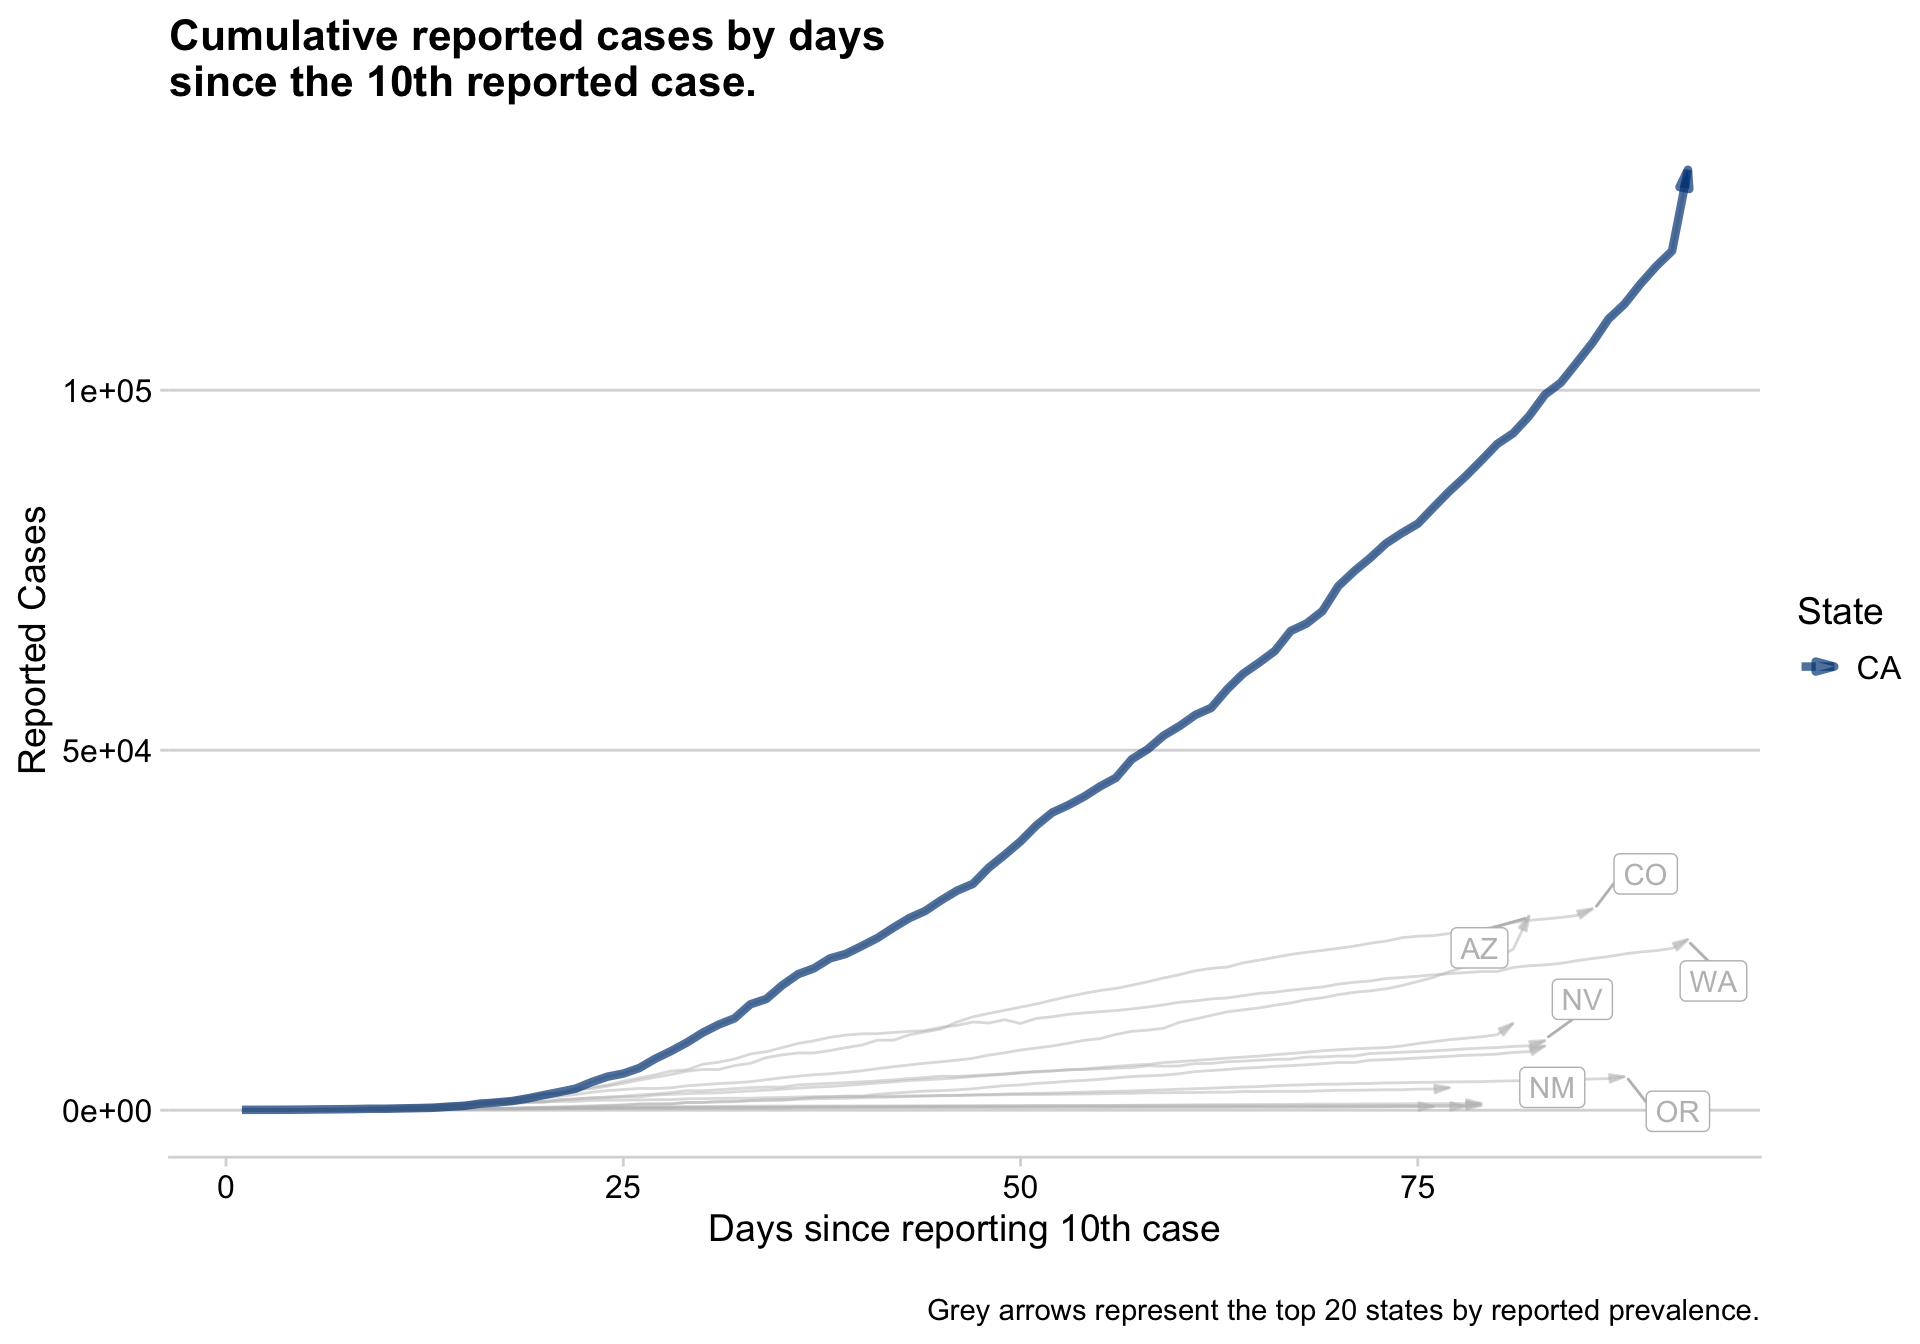 Cumulative reported cases by days
since the 10th reported case.
1e+05
5e+04
0e+00
Reported Cases
CO
AZ
WA
NV
NM
OR
State
CA
0 25 50 75
Days since reporting 10th case
Grey arrows represent the top 20 states by reported prevalence.